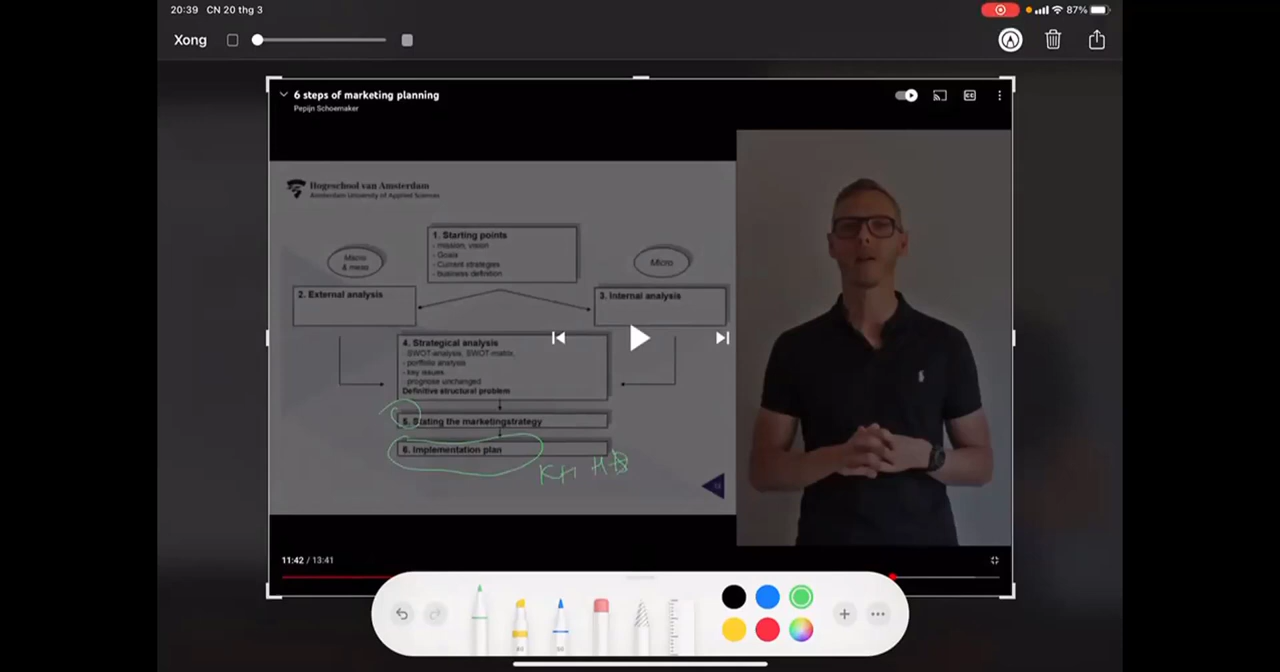 20:39 CN 20 thg 3
87%
Xong
6 steps of marketing planning
Pepijn Schoemaker
CC
Hogeschool van Amsterdam
Amsterdam University of Applied Sciences
1. Starting points
- mission, vision
- Goals
- Current strategies
- business definition
Macro
& meso
Micro
2. External analysis
3. Internal analysis
4. Strategical analysis
- SWOT-analysis, SWOT-matrix,
- portfolio analysis
- key issues
- prognose unchanged
Definitive structural problem
5. Stating the marketingstrategy
6. Implementation plan
KH HĐ
11:42 / 13:41